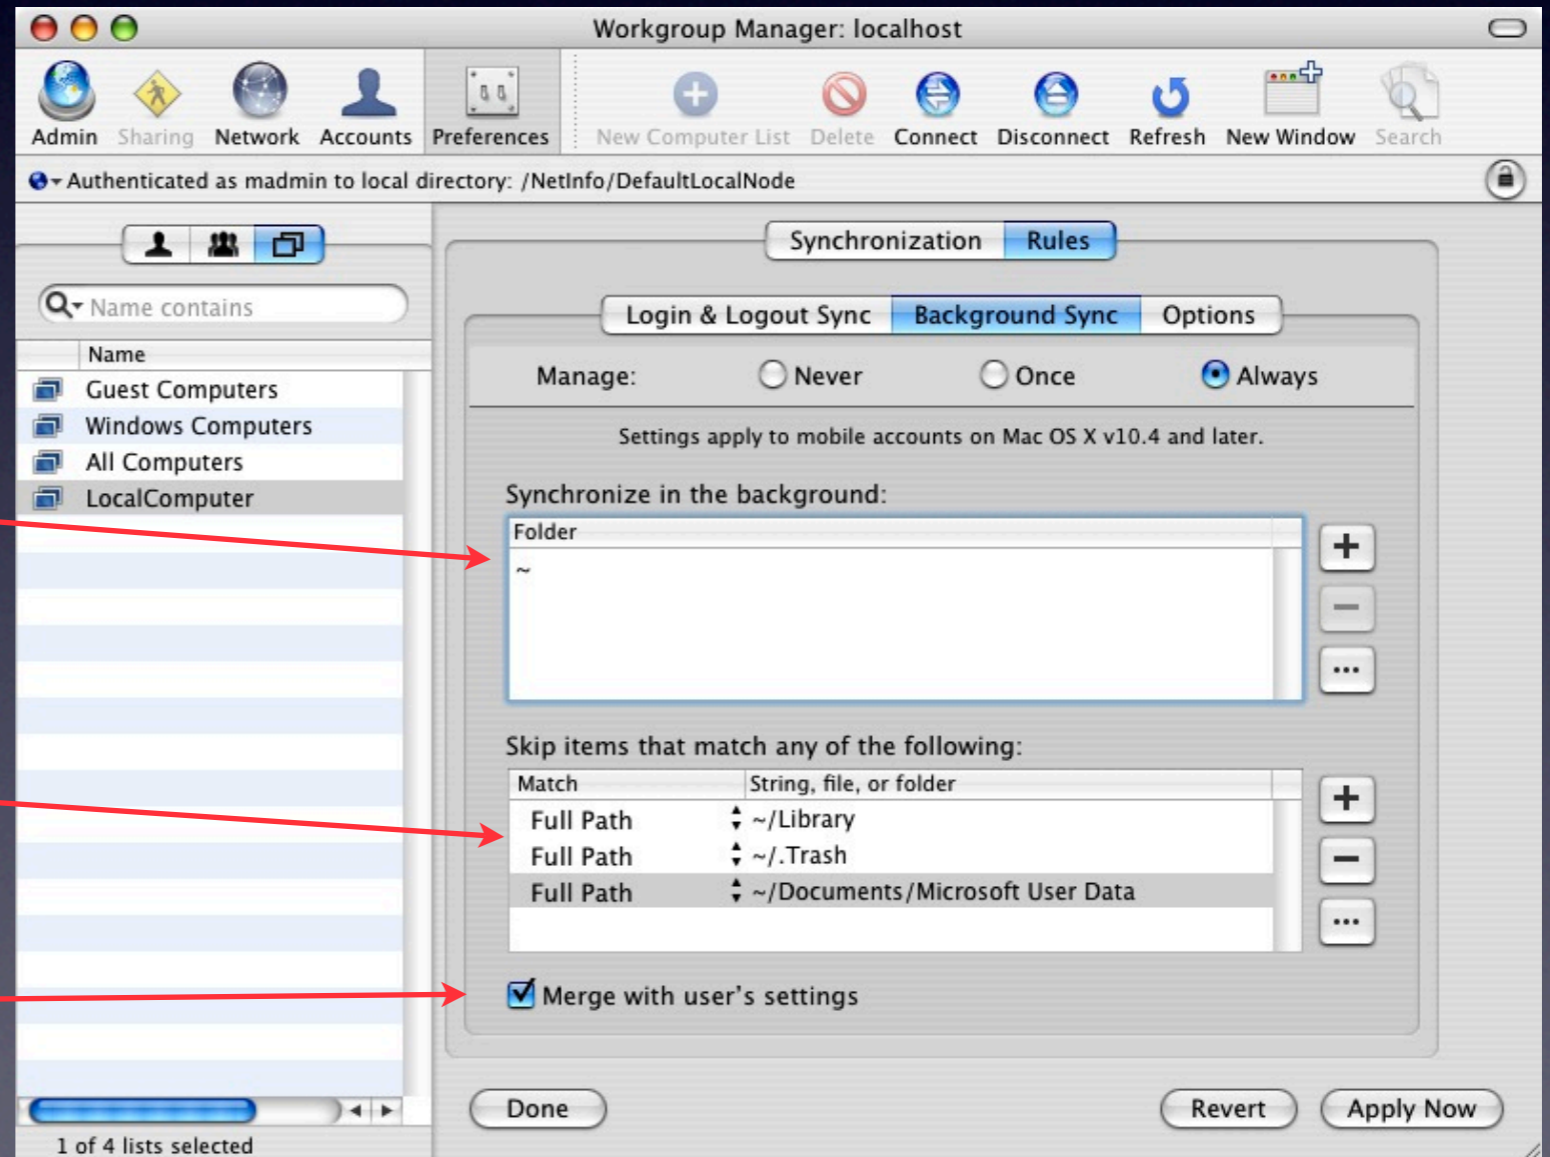 Workgroup Manager: localhost
Admin Sharing Network Accounts Preferences New Computer List Delete Connect Disconnect Refresh New Window Search
Authenticated as madmin to local directory: /NetInfo/DefaultLocalNode
Synchronization Rules
Name contains
Login & Logout Sync Background Sync Options
Name
Manage: Never Once Always
Guest Computers
Windows Computers
Settings apply to mobile accounts on Mac OS X v10.4 and later.
All Computers
LocalComputer
Synchronize in the background:
Folder
~
Skip items that match any of the following:
Match String, file, or folder
Full Path ~/Library
Full Path ~/.Trash
Full Path ~/Documents/Microsoft User Data
Merge with user's settings
Done Revert Apply Now
1 of 4 lists selected